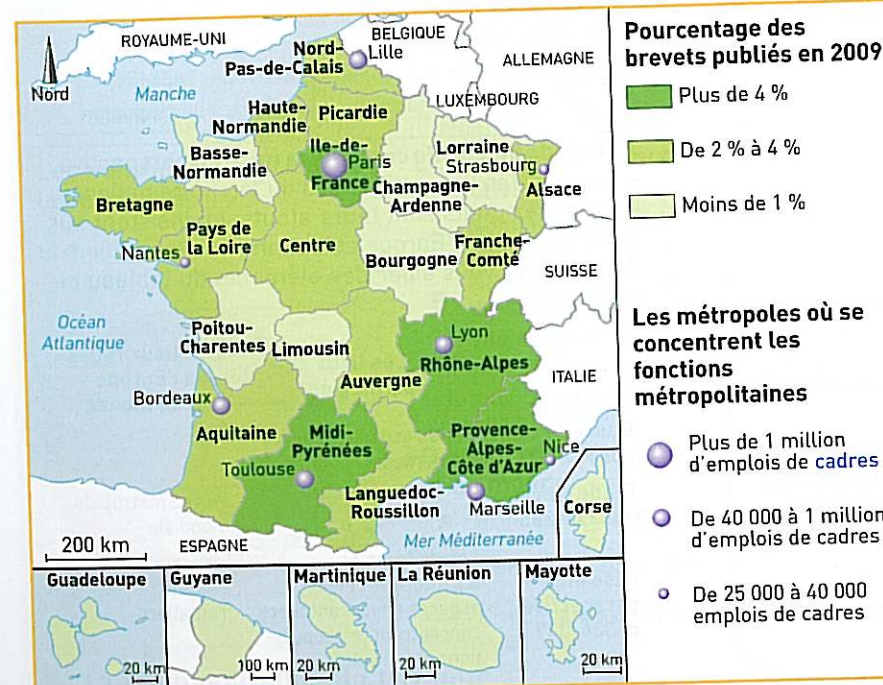 ROYAUME-UNI
BELGIQUE
ALLEMAGNE
Nord-
Pas-de-Calais
Lille
Nord
Manche
LUXEMBOURG
Haute-
Normandie
Picardie
Basse-
Normandie
Ile-de-
France
Paris
Lorraine
Strasbourg
Champagne-
Ardenne
Alsace
Bretagne
Pays de
la Loire
Nantes
Centre
Bourgogne
Franche-
Comté
SUISSE
Océan
Atlantique
Poitou-
Charentes
Limousin
Auvergne
Lyon
Rhône-Alpes
ITALIE
Bordeaux
Aquitaine
Midi-
Pyrénées
Toulouse
Provence-
Alpes-
Côte d'Azur
Nice
Languedoc-
Roussillon
Marseille
Corse
200 km
ESPAGNE
Mer Méditerranée
Guadeloupe
20 km
Guyane
100 km
Martinique
20 km
La Réunion
20 km
Mayotte
20 km
Pourcentage des
brevets publiés en 2009
Plus de 4 %
De 2 % à 4 %
Moins de 1 %
Les métropoles où se
concentrent les
fonctions
métropolitaines
Plus de 1 million
d'emplois de cadres
De 40 000 à 1 million
d'emplois de cadres
De 25 000 à 40 000
emplois de cadres